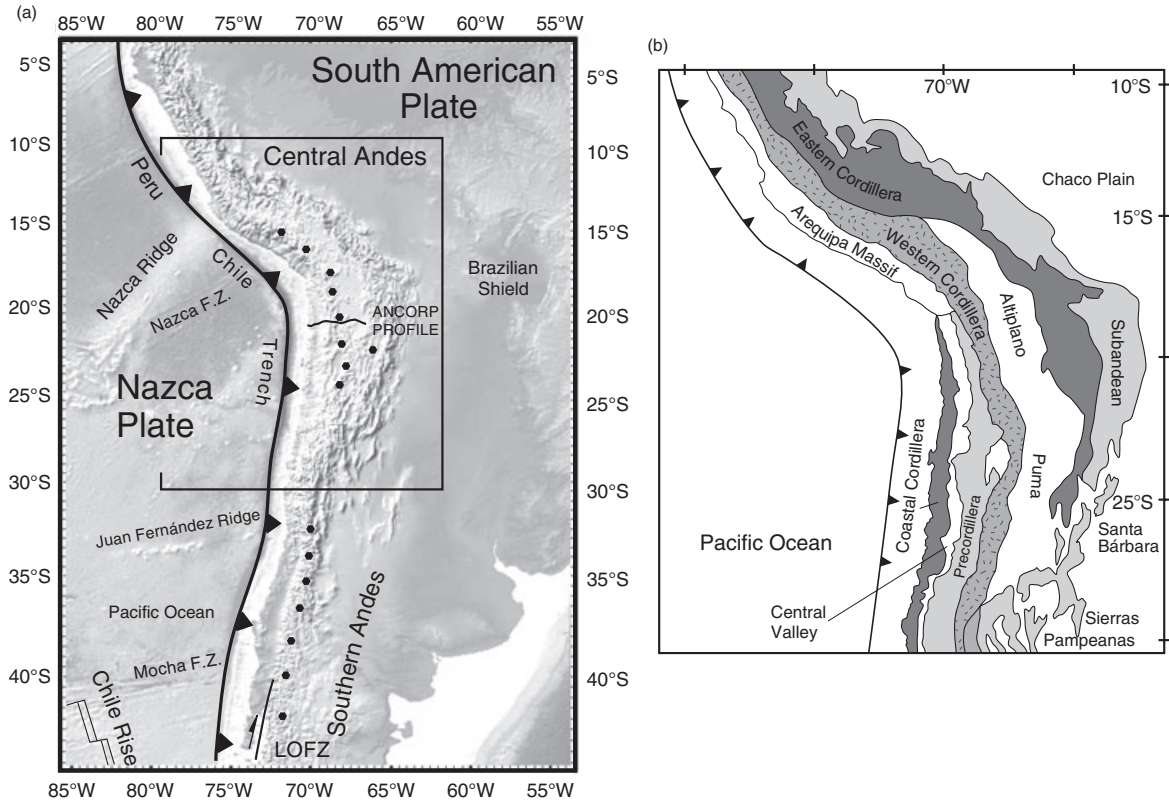 (a)
85°W 80°W 75°W 70°W 65°W 60°W 55°W
5°S
10°S
15°S
20°S
25°S
30°S
35°S
40°S
South American
Plate
Central Andes
Peru
Chile
Trench
Nazca Ridge
Nazca F.Z.
Brazilian
Shield
ANCORP
PROFILE
Nazca
Plate
Juan Fernández Ridge
Pacific Ocean
Mocha F.Z.
Chile Rise
Southern Andes
LOFZ
5°S
10°S
15°S
20°S
25°S
30°S
35°S
40°S
85°W 80°W 75°W 70°W 65°W 60°W 55°W
(b)
70°W 10°S
Eastern Cordillera
Chaco Plain
15°S
Arequipa Massif
Western Cordillera
Altiplano
Subandean
Coastal Cordillera
Puma
25°S
Precordillera
Santa
Bárbara
Pacific Ocean
Central
Valley
Sierras
Pampeanas